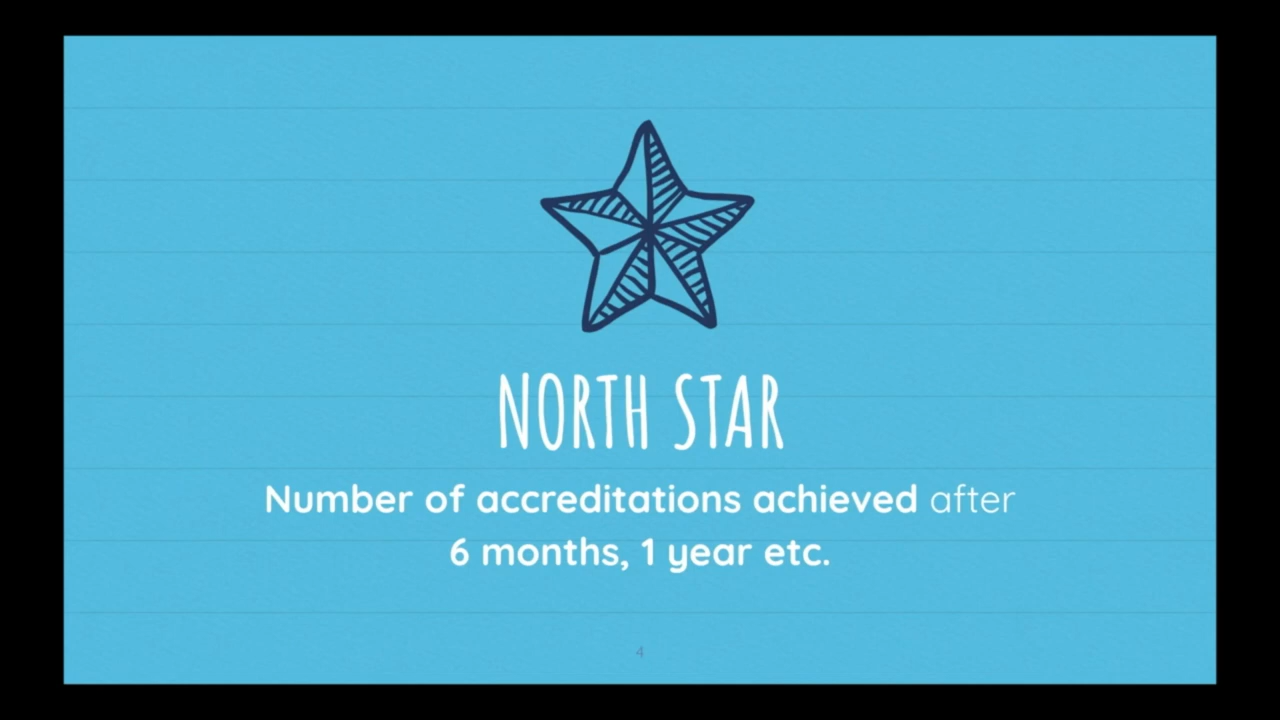 NORTH STAR
Number of accreditations achieved after
6 months, 1 year etc.
4